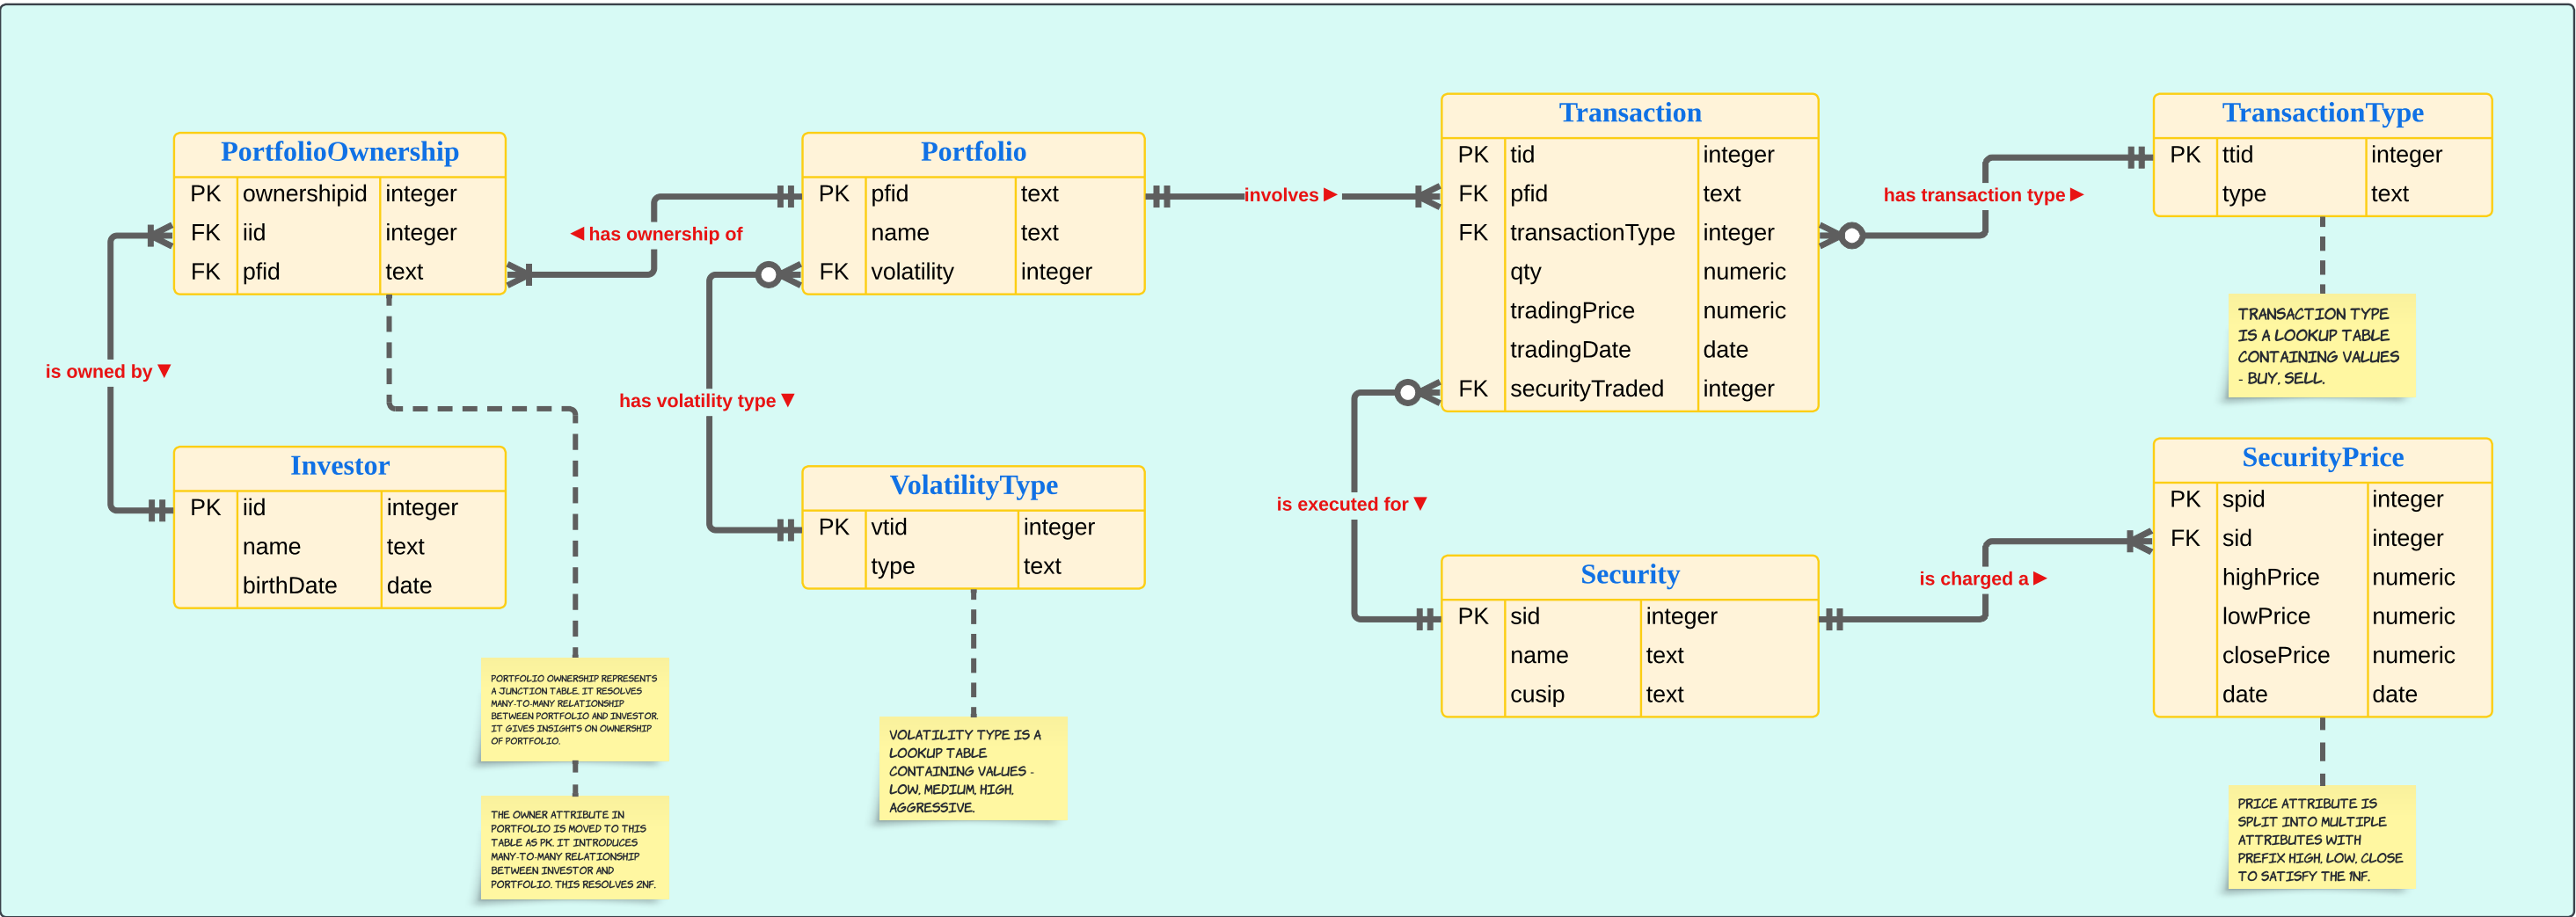 PortfolioOwnership
PK ownershipid integer
FK iid integer
FK pfid text
◀ has ownership of
is owned by ▼
Investor
PK iid integer
name text
birthDate date
PORTFOLIO OWNERSHIP REPRESENTS
A JUNCTION TABLE. IT RESOLVES
MANY-TO-MANY RELATIONSHIP
BETWEEN PORTFOLIO AND INVESTOR.
IT GIVES INSIGHTS ON OWNERSHIP
OF PORTFOLIO.
THE OWNER ATTRIBUTE IN
PORTFOLIO IS MOVED TO THIS
TABLE AS PK. IT INTRODUCES
MANY-TO-MANY RELATIONSHIP
BETWEEN INVESTOR AND
PORTFOLIO. THIS RESOLVES 2NF.
Portfolio
PK pfid text
name text
FK volatility integer
involves ▶
has volatility type ▼
VolatilityType
PK vtid integer
type text
VOLATILITY TYPE IS A
LOOKUP TABLE
CONTAINING VALUES -
LOW, MEDIUM, HIGH,
AGGRESSIVE.
Transaction
PK tid integer
FK pfid text
FK transactionType integer
qty numeric
tradingPrice numeric
tradingDate date
FK securityTraded integer
has transaction type ▶
is executed for ▼
Security
PK sid integer
name text
cusip text
is charged a ▶
TransactionType
PK ttid integer
type text
TRANSACTION TYPE
IS A LOOKUP TABLE
CONTAINING VALUES
- BUY, SELL.
SecurityPrice
PK spid integer
FK sid integer
highPrice numeric
lowPrice numeric
closePrice numeric
date date
PRICE ATTRIBUTE IS
SPLIT INTO MULTIPLE
ATTRIBUTES WITH
PREFIX HIGH, LOW, CLOSE
TO SATISFY THE 1NF.